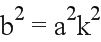 b² = a²k²